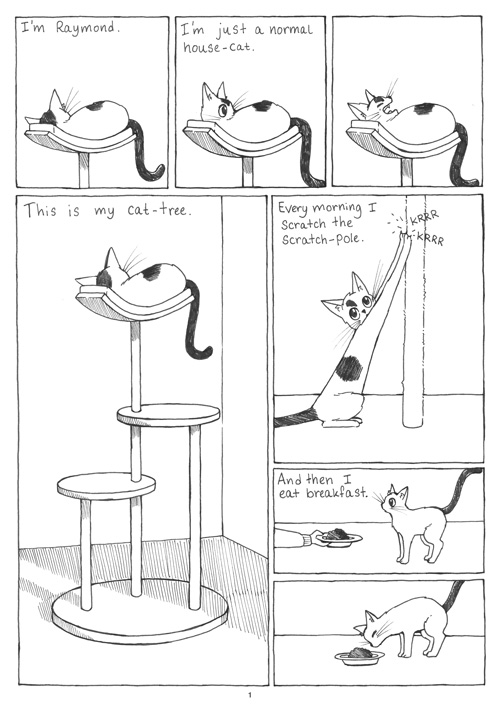 I'm Raymond.
I'm just a normal
house-cat.
This is my cat-tree.
Every morning I
scratch the
scratch-pole.
KRRR
KRRR
And then I
eat breakfast.
1